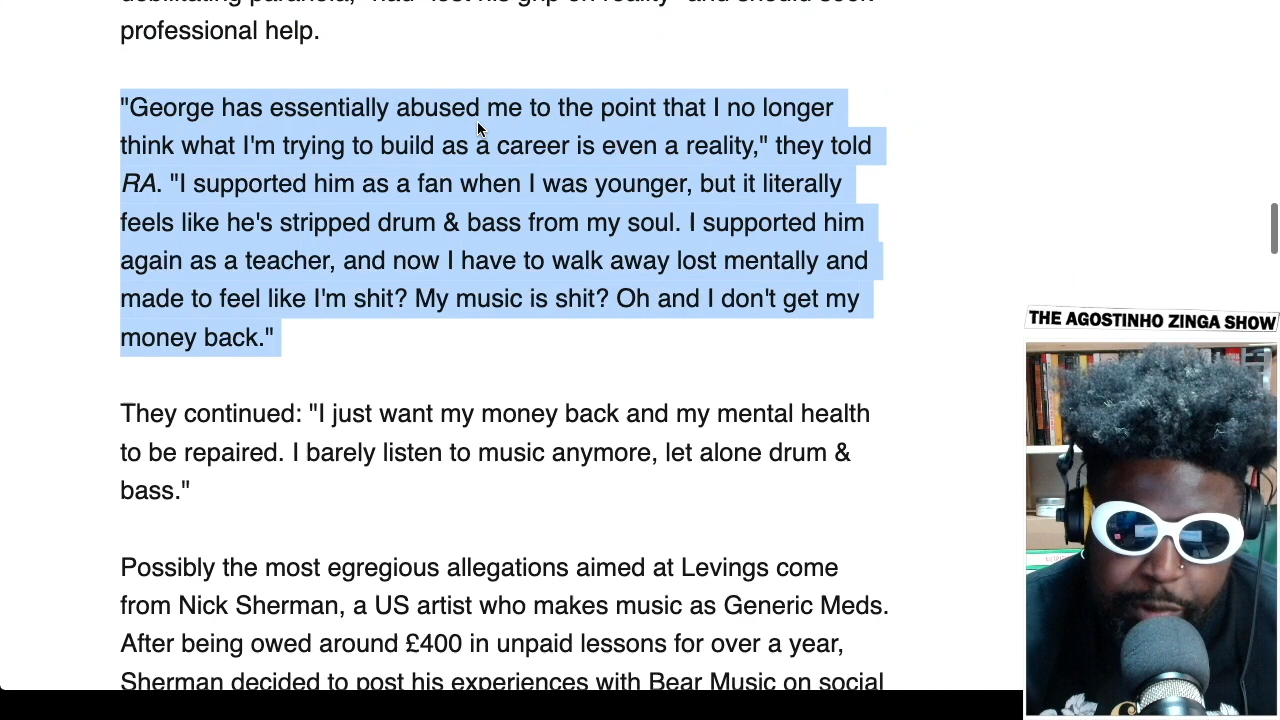 professional help.
"George has essentially abused me to the point that I no longer
think what I'm trying to build as a career is even a reality," they told
RA. "I supported him as a fan when I was younger, but it literally
feels like he's stripped drum & bass from my soul. I supported him
again as a teacher, and now I have to walk away lost mentally and
made to feel like I'm shit? My music is shit? Oh and I don't get my
money back."
They continued: "I just want my money back and my mental health
to be repaired. I barely listen to music anymore, let alone drum &
bass."
Possibly the most egregious allegations aimed at Levings come
from Nick Sherman, a US artist who makes music as Generic Meds.
After being owed around £400 in unpaid lessons for over a year,
Sherman decided to post his experiences with Bear Music on social
THE AGOSTINHO ZINGA SHOW